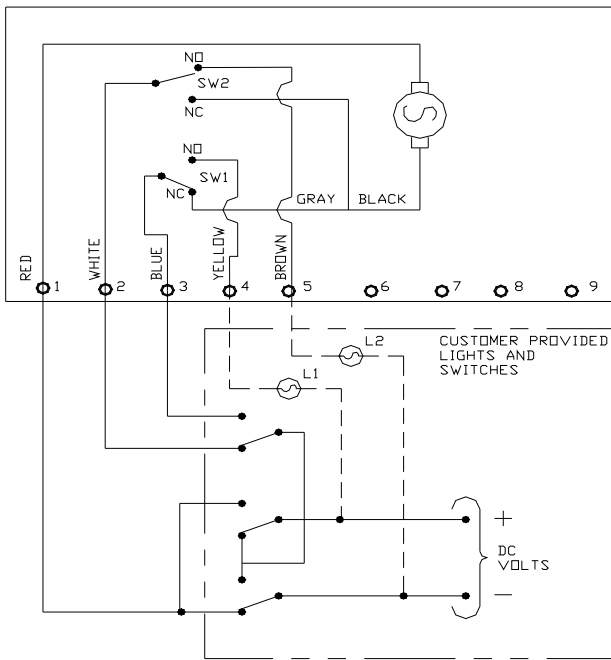 NO
SW2
NC
NO
SW1
NC
GRAY
BLACK
RED
WHITE
BLUE
YELLOW
BROWN
1
2
3
4
5
6
7
8
9
L2
CUSTOMER PROVIDED
LIGHTS AND
SWITCHES
L1
+
DC
VOLTS
−